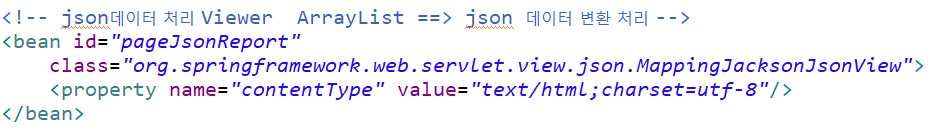 <!-- json데이터 처리 Viewer  ArrayList ==> json 데이터 변환 처리 -->
<bean id="pageJsonReport"
    class="org.springframework.web.servlet.view.json.MappingJacksonJsonView">
    <property name="contentType" value="text/html;charset=utf-8"/>
</bean>